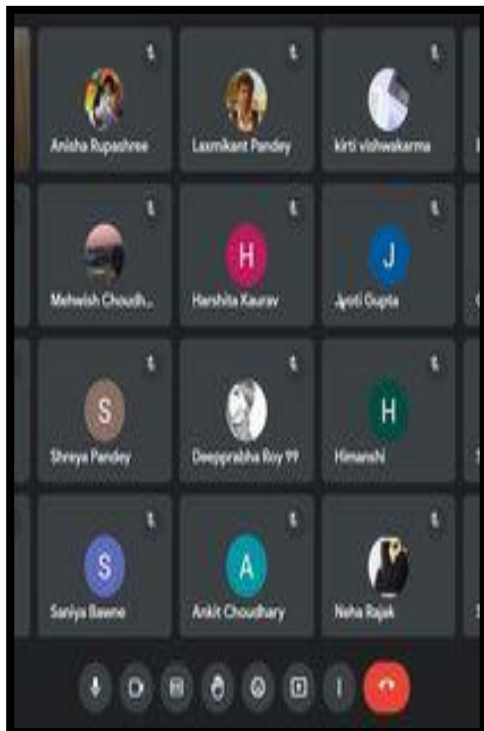 Anisha Rupashree
Laxmikant Pandey
kirti vishwakarma
Mehwish Choudh...
H
Harshita Kaurav
J
Jyoti Gupta
S
Shreya Pandey
Deepprabha Roy 99
H
Himanshi
S
Saniya Bawne
A
Ankit Choudhary
Neha Rajak